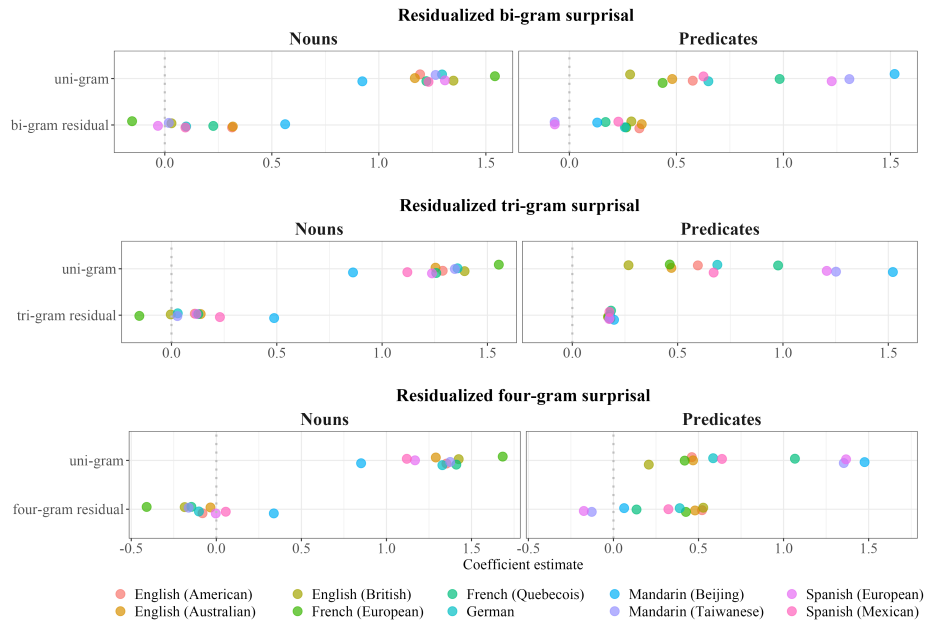 Residualized bi-gram surprisal
Nouns Predicates
uni-gram
bi-gram residual
0.0 0.5 1.0 1.5 0.0 0.5 1.0 1.5
Residualized tri-gram surprisal
Nouns Predicates
uni-gram
tri-gram residual
0.0 0.5 1.0 1.5 0.0 0.5 1.0 1.5
Residualized four-gram surprisal
Nouns Predicates
uni-gram
four-gram residual
-0.5 0.0 0.5 1.0 1.5 -0.5 0.0 0.5 1.0 1.5
Coefficient estimate
English (American) English (British) French (Quebecois) Mandarin (Beijing) Spanish (European)
English (Australian) French (European) German Mandarin (Taiwanese) Spanish (Mexican)